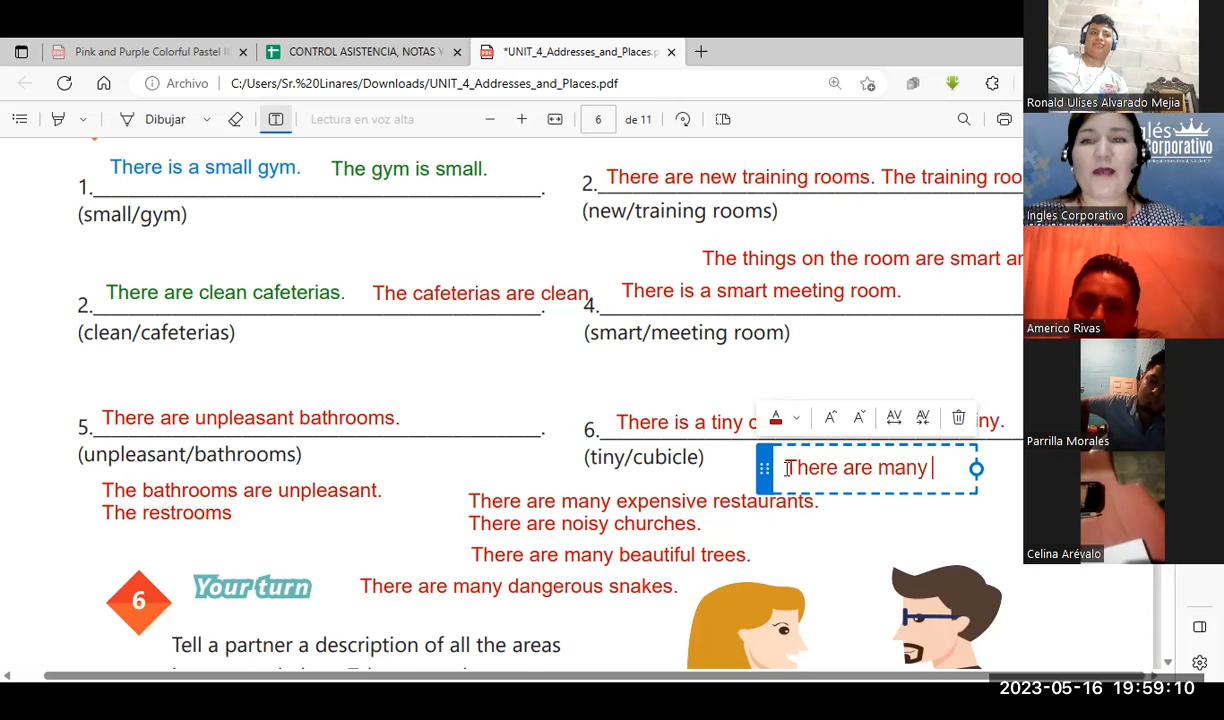 Pink and Purple Colorful Pastel Il
CONTROL ASISTENCIA, NOTAS Y
*UNIT_4_Addresses_and_Places.p
Archivo
C:/Users/Sr.%20Linares/Downloads/UNIT_4_Addresses_and_Places.pdf
Dibujar
Lectura en voz alta
6
de 11
There is a small gym.
The gym is small.
1.
(small/gym)
2.
There are new training rooms. The training roo
(new/training rooms)
The things on the room are smart an
There are clean cafeterias.
The cafeterias are clean.
2.
(clean/cafeterias)
There is a smart meeting room.
4.
(smart/meeting room)
There are unpleasant bathrooms.
5.
(unpleasant/bathrooms)
There is a tiny c
iny.
6.
(tiny/cubicle)
There are many
The bathrooms are unpleasant.
The restrooms
There are many expensive restaurants.
There are noisy churches.
There are many beautiful trees.
There are many dangerous snakes.
6
Your turn
Tell a partner a description of all the areas
Ronald Ulises Alvarado Mejia
glés
Corporativo
Ingles Corporativo
Americo Rivas
Parrilla Morales
Celina Arévalo
2023-05-16 19:59:10